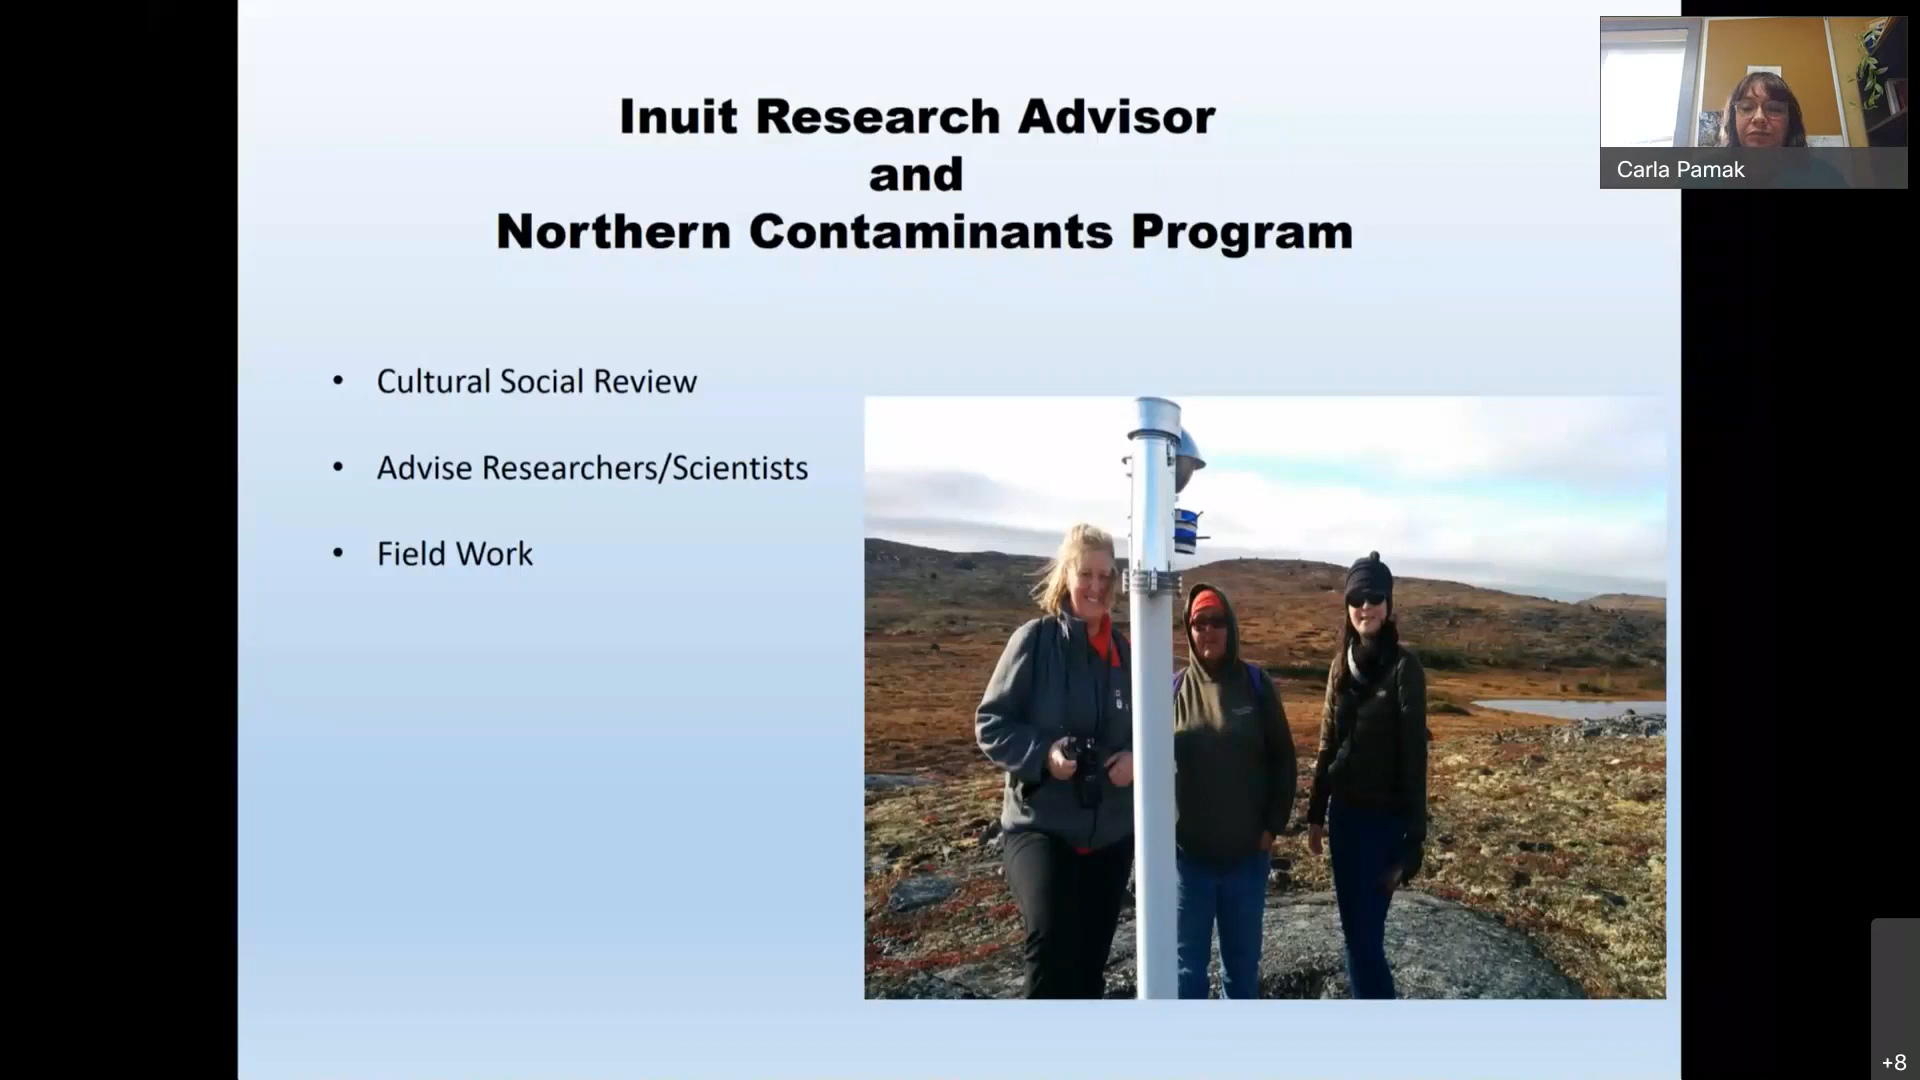 Inuit Research Advisor
and
Northern Contaminants Program
• Cultural Social Review
• Advise Researchers/Scientists
• Field Work
Carla Pamak
+8